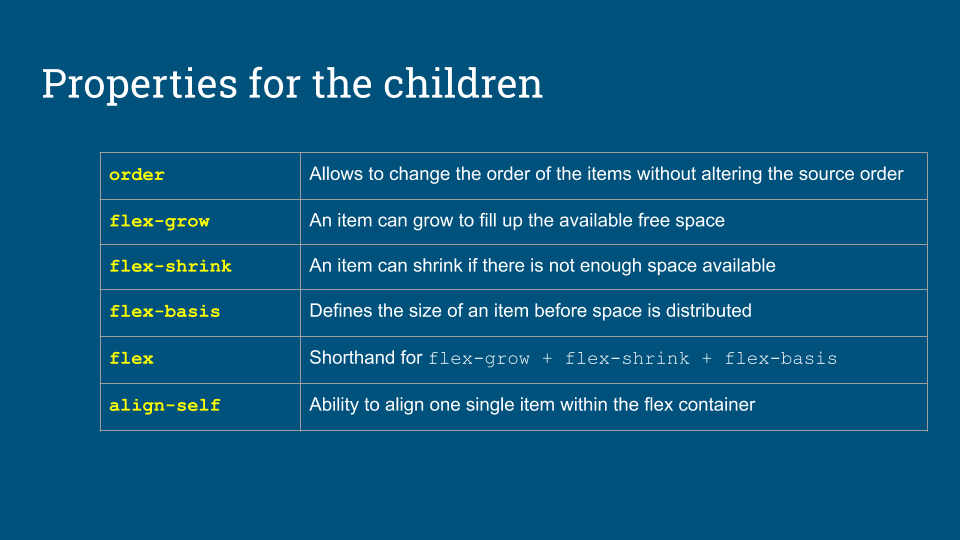 Properties for the children
order Allows to change the order of the items without altering the source order
flex-grow An item can grow to fill up the available free space
flex-shrink An item can shrink if there is not enough space available
flex-basis Defines the size of an item before space is distributed
flex Shorthand for flex-grow + flex-shrink + flex-basis
align-self Ability to align one single item within the flex container